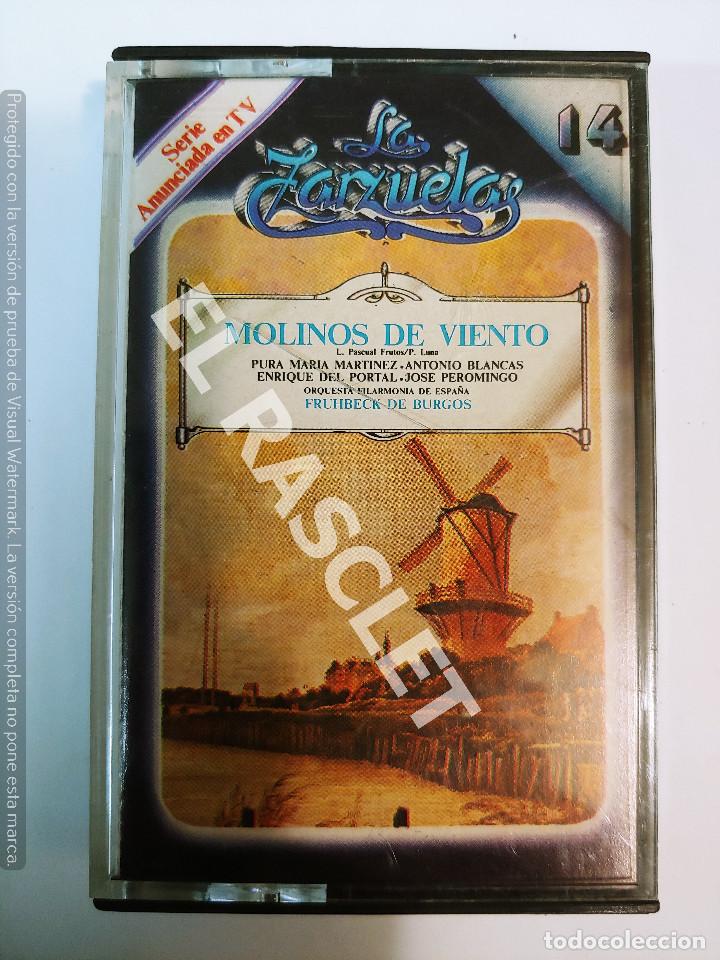 Serie
Anunciada en TV
La
Zarzuela
14
MOLINOS DE VIENTO
L. Pascual Frutos/P. Luna
PURA MARIA MARTINEZ.ANTONIO BLANCAS
ENRIQUE DEL PORTAL.JOSE PEROMINGO
ORQUESTA FILARMONIA DE ESPAÑA
FRUHBECK DE BURGOS
EL RASCLET
Protegido con la versión de prueba de Visual Watermark. La versión completa no pone esta marca.
todocoleccion.net